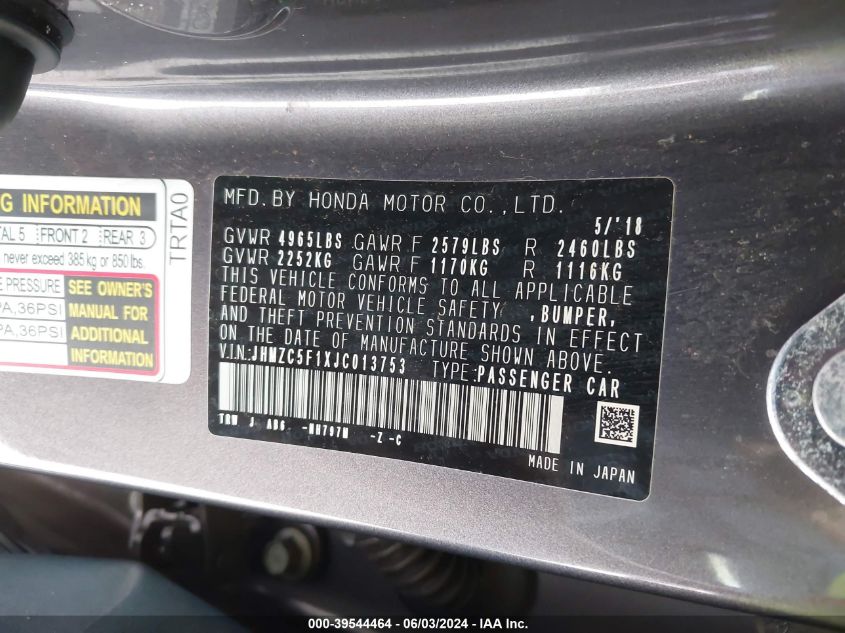 G INFORMATION
TAL 5 FRONT 2 REAR 3
never exceed 385 kg or 850 lbs.
E PRESSURE SEE OWNER'S
PA,36PSI MANUAL FOR
PA,36PSI ADDITIONAL
INFORMATION
TRTA0
MFD.BY HONDA MOTOR CO.,LTD.
5/'18
GVWR 4965LBS GAWR F 2579LBS R 2460LBS
GVWR 2252KG GAWR F 1170KG R 1116KG
THIS VEHICLE CONFORMS TO ALL APPLICABLE
FEDERAL MOTOR VEHICLE SAFETY ,BUMPER,
AND THEFT PREVENTION STANDARDS IN EFFECT
ON THE DATE OF MANUFACTURE SHOWN ABOVE.
VIN:JHMZC5F1XJC013753 TYPE:PASSENGER CAR
J -NH797M -Z -C
MADE IN JAPAN
000-39544464 - 06/03/2024 - IAA Inc.